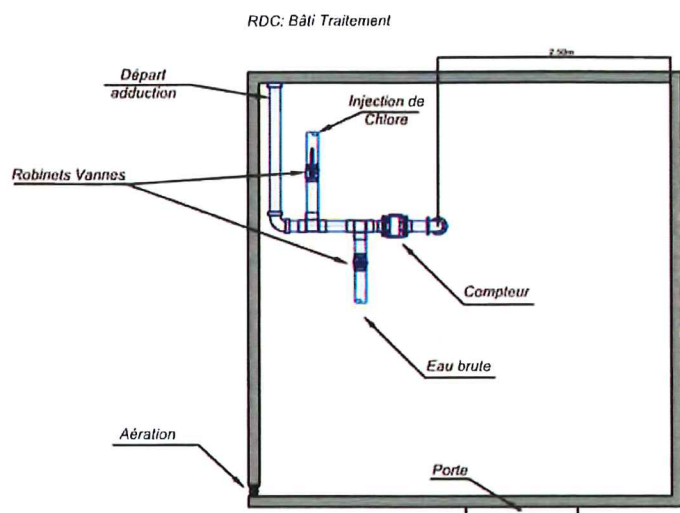 RDC: Bâti Traitement
2.50m
Départ
adduction
Injection de
Chlore
Robinets Vannes
Compteur
Eau brute
Aération
Porte